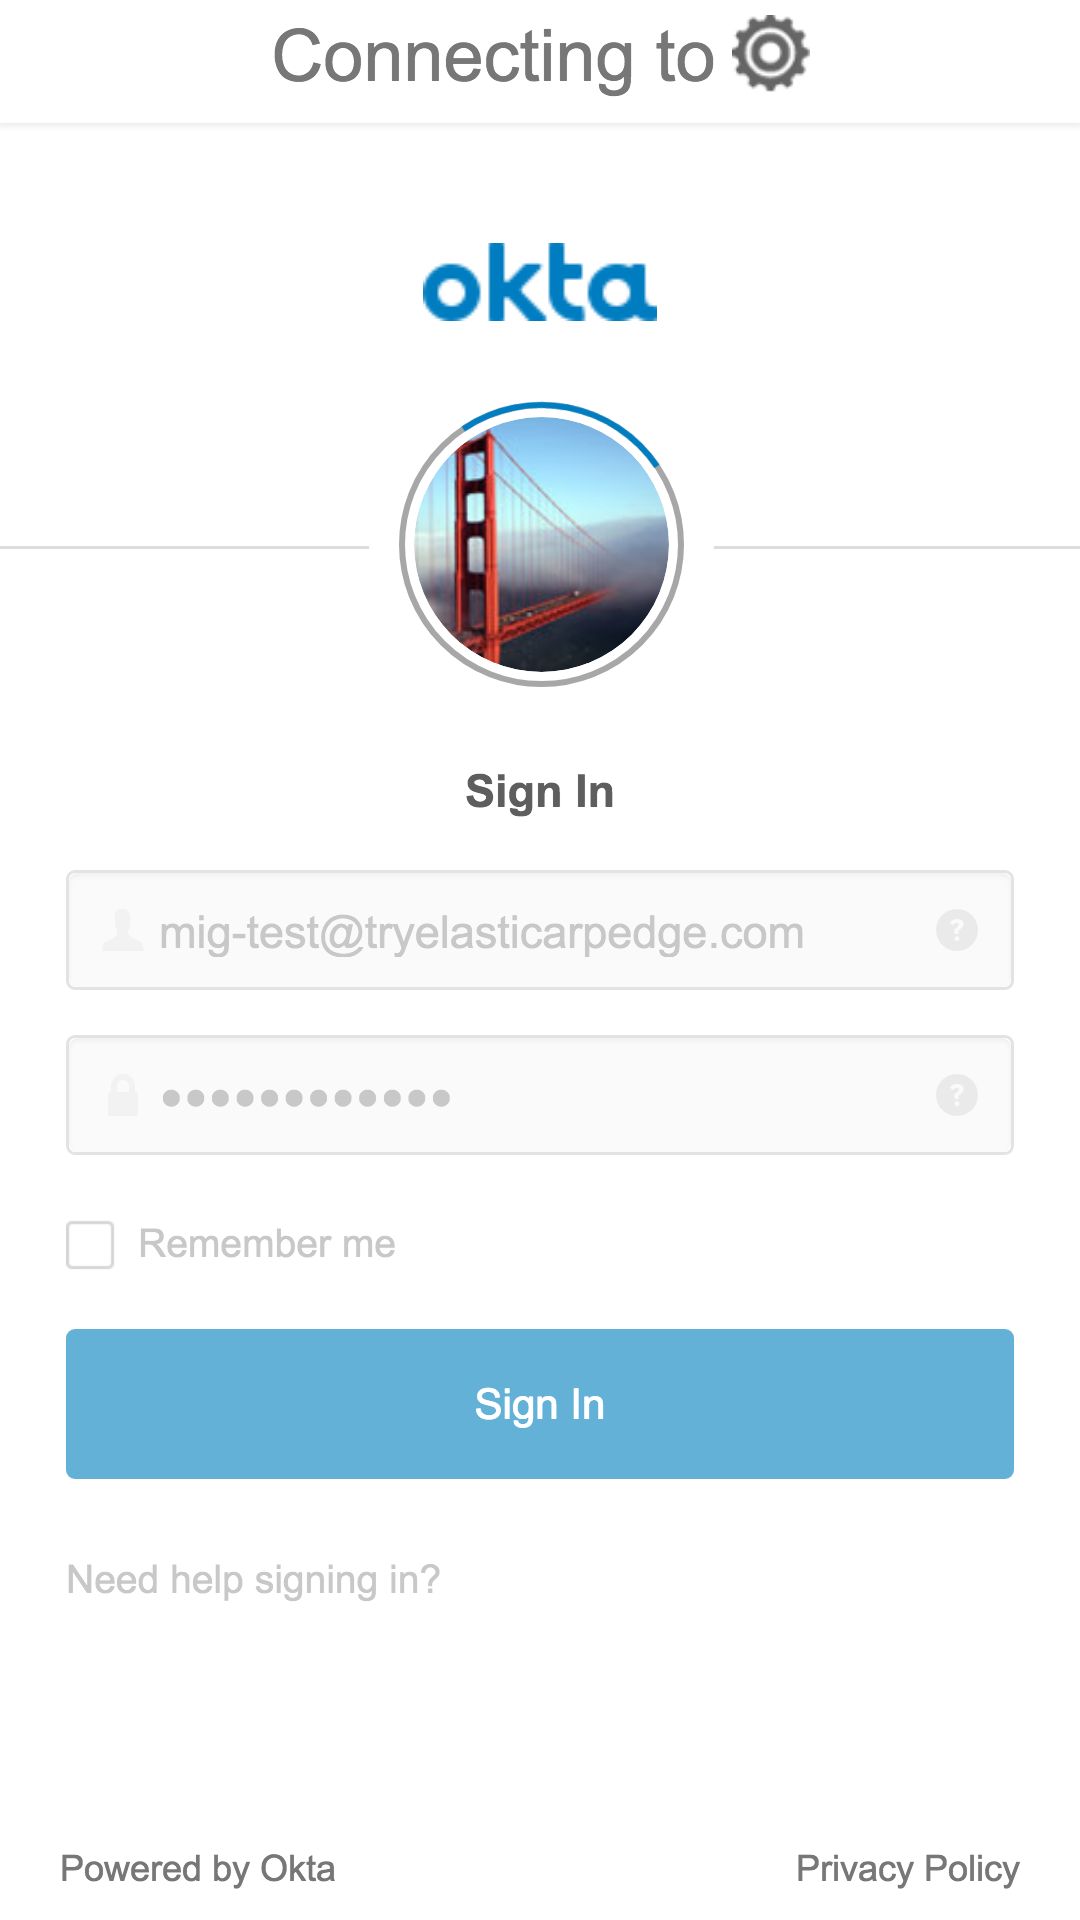 Connecting to
okta
Sign In
mig-test@tryelasticarpedge.com
?
••••••••••••
?
Remember me
Sign In
Need help signing in?
Powered by Okta
Privacy Policy